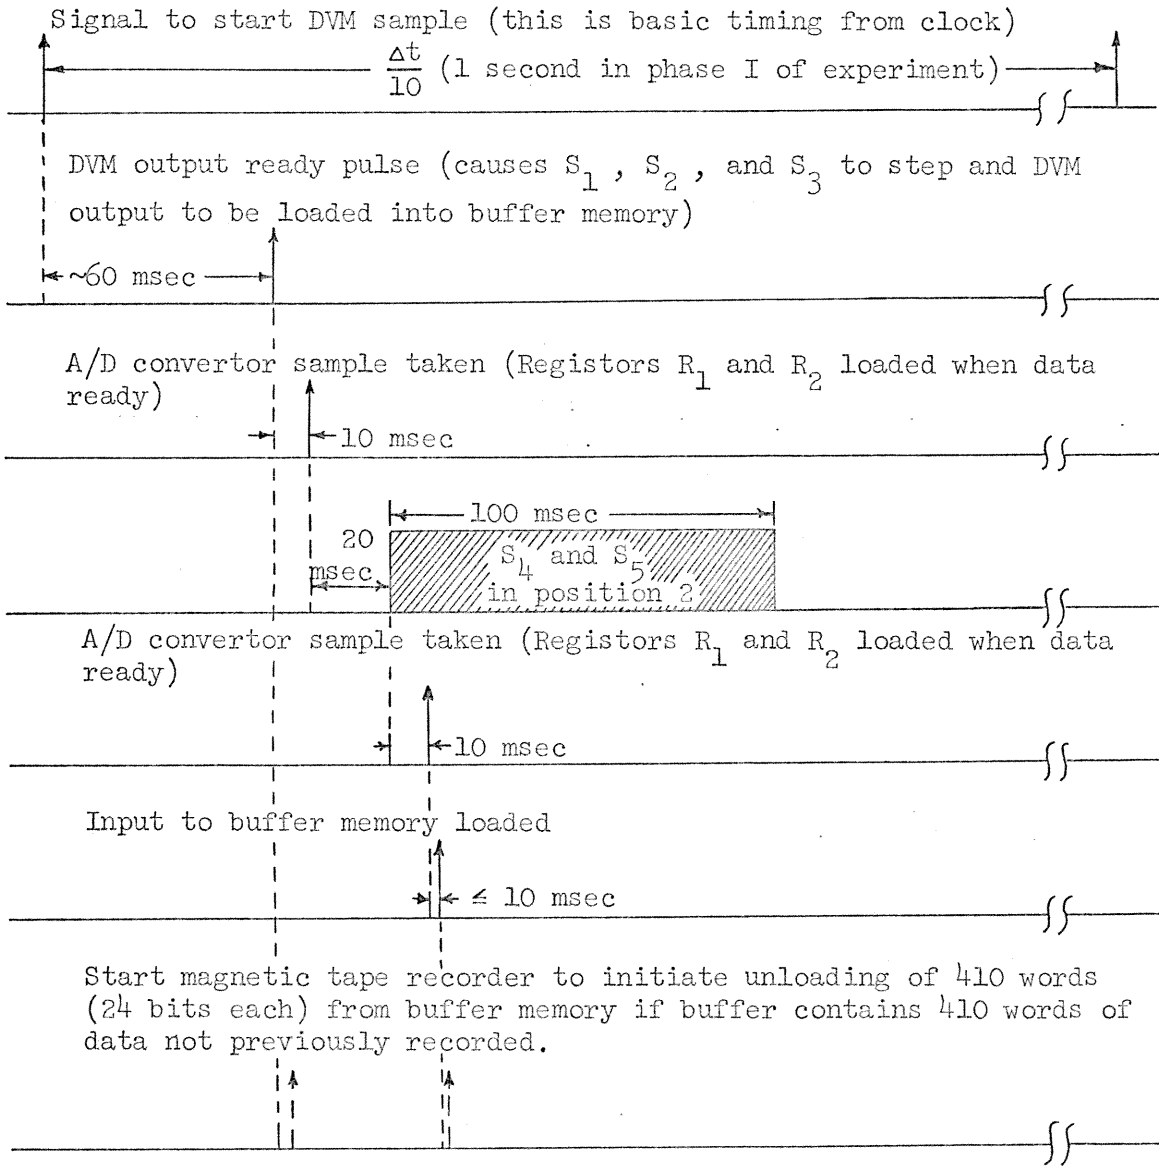 Signal to start DVM sample (this is basic timing from clock)
Δt/10 (1 second in phase I of experiment)
DVM output ready pulse (causes S1 , S2 , and S3 to step and DVM
output to be loaded into buffer memory)
~60 msec
A/D convertor sample taken (Registors R1 and R2 loaded when data
ready)
10 msec
100 msec
20
msec
S4 and S5
in position 2
A/D convertor sample taken (Registors R1 and R2 loaded when data
ready)
10 msec
Input to buffer memory loaded
≤ 10 msec
Start magnetic tape recorder to initiate unloading of 410 words
(24 bits each) from buffer memory if buffer contains 410 words of
data not previously recorded.